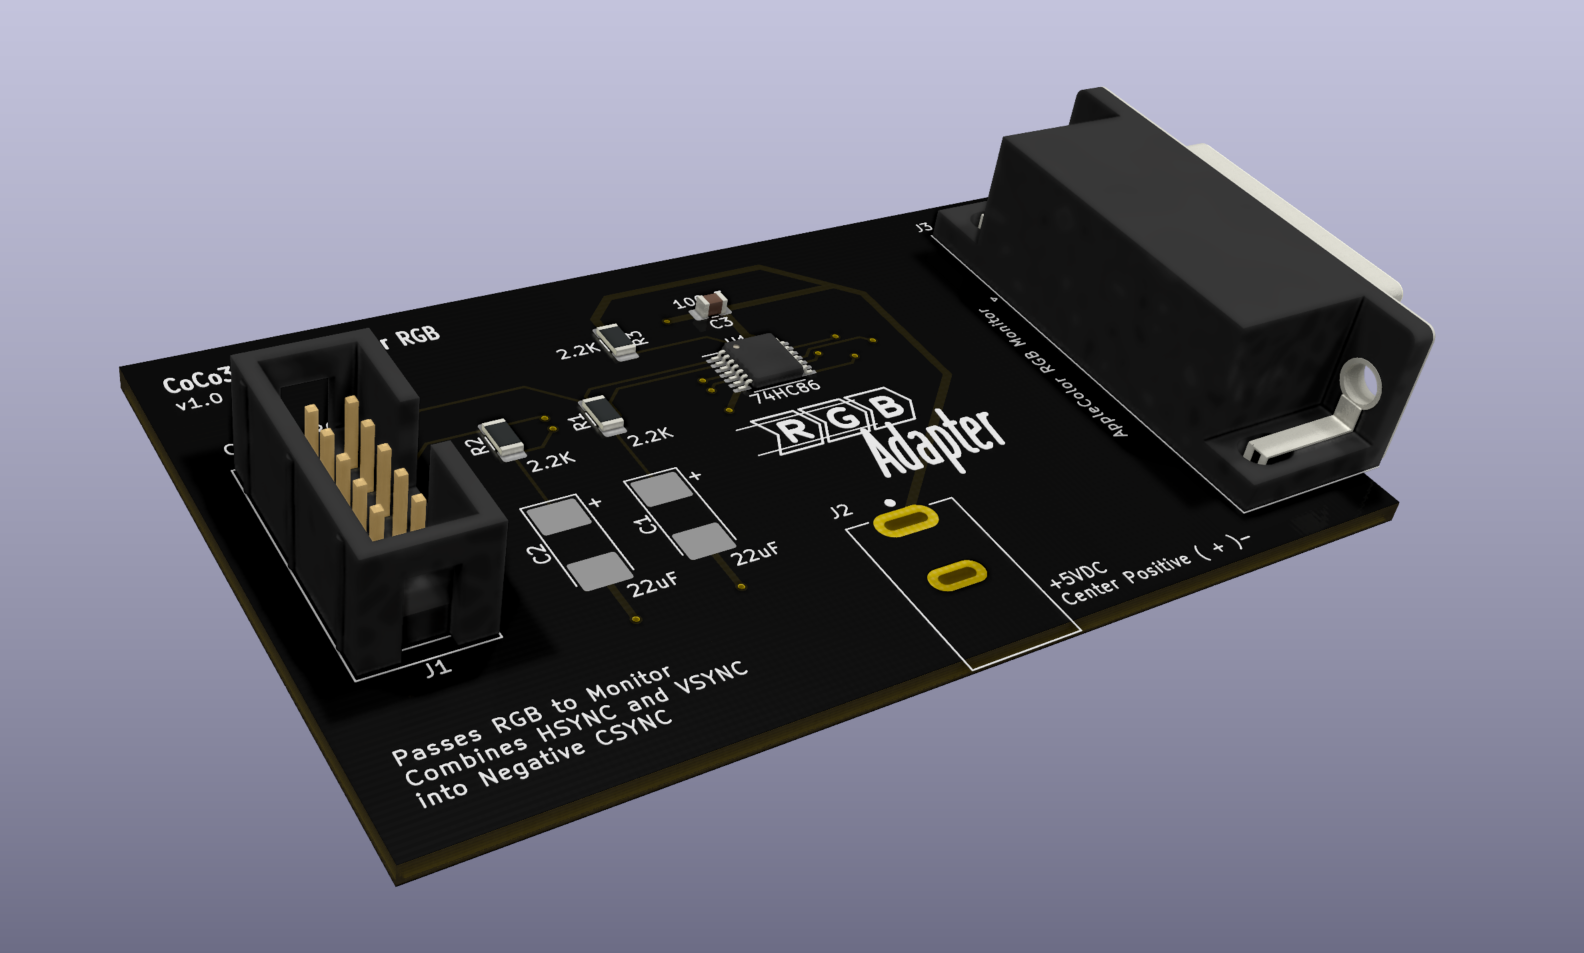 CoCo3
RGB
v1.0
J3
10
C3
2.2K
R3
74HC86
AppleColor RGB Monitor
R2
2.2K
R1
2.2K
RGB
Adapter
C2
+
22uF
C1
+
22uF
J2
+5VDC
Center Positive (+)-
J1
Passes RGB to Monitor
Combines HSYNC and VSYNC
into Negative CSYNC